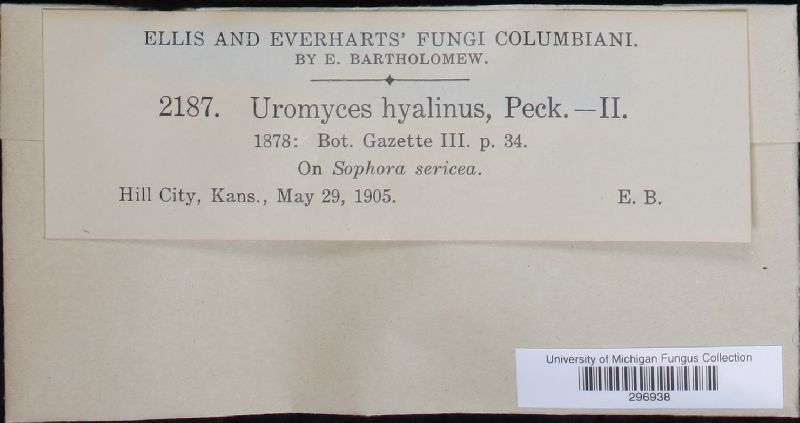 ELLIS AND EVERHARTS' FUNGI COLUMBIANI.
BY E. BARTHOLOMEW.
2187. Uromyces hyalinus, Peck.—II.
1878: Bot. Gazette III. p. 34.
On Sophora sericea.
Hill City, Kans., May 29, 1905. E. B.
University of Michigan Fungus Collection
296938